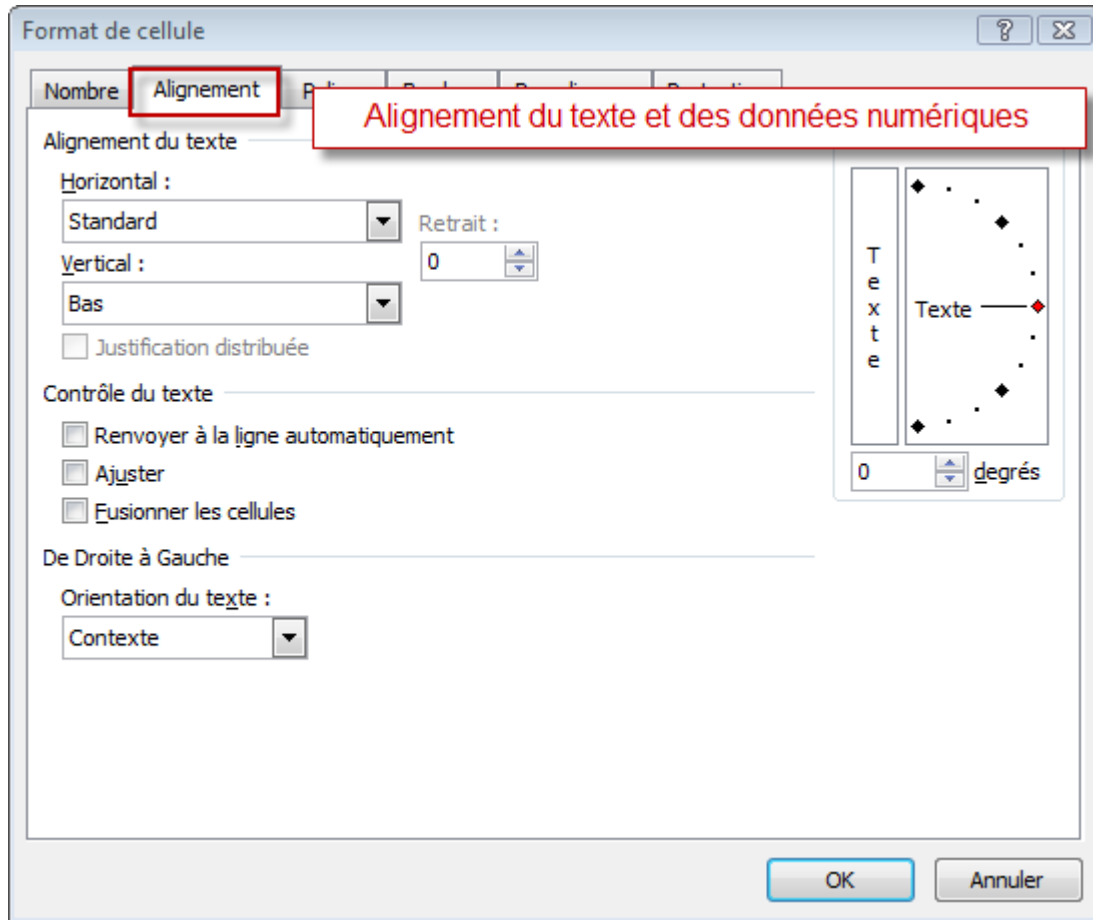 Format de cellule
Nombre
Alignement
Alignement du texte et des données numériques
Alignement du texte
Horizontal :
Standard
Retrait :
0
Vertical :
Bas
Justification distribuée
Contrôle du texte
Renvoyer à la ligne automatiquement
Ajuster
Fusionner les cellules
De Droite à Gauche
Orientation du texte :
Contexte
Texte
Texte
0 degrés
OK
Annuler